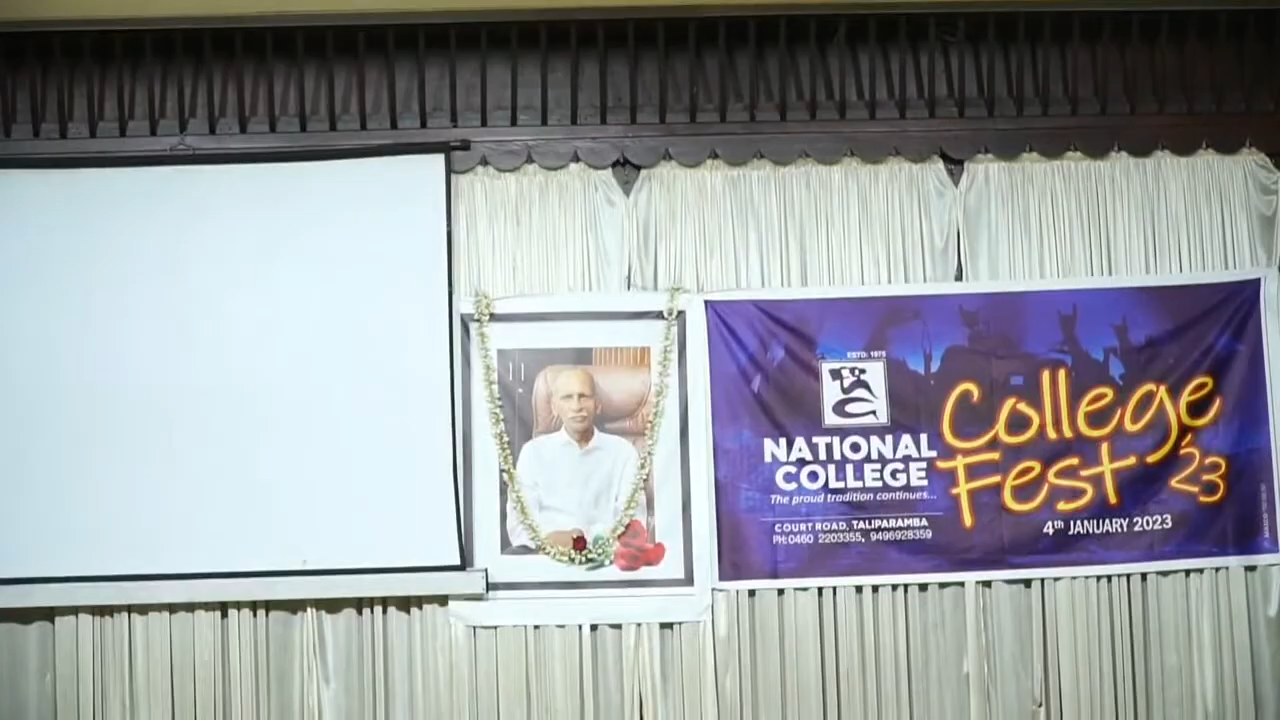 ESTD: 1975
NATIONAL
COLLEGE
The proud tradition continues...
COURT ROAD, TALIPARAMBA
PH:0460 2203355, 9496928359
College
Fest '23
4th JANUARY 2023